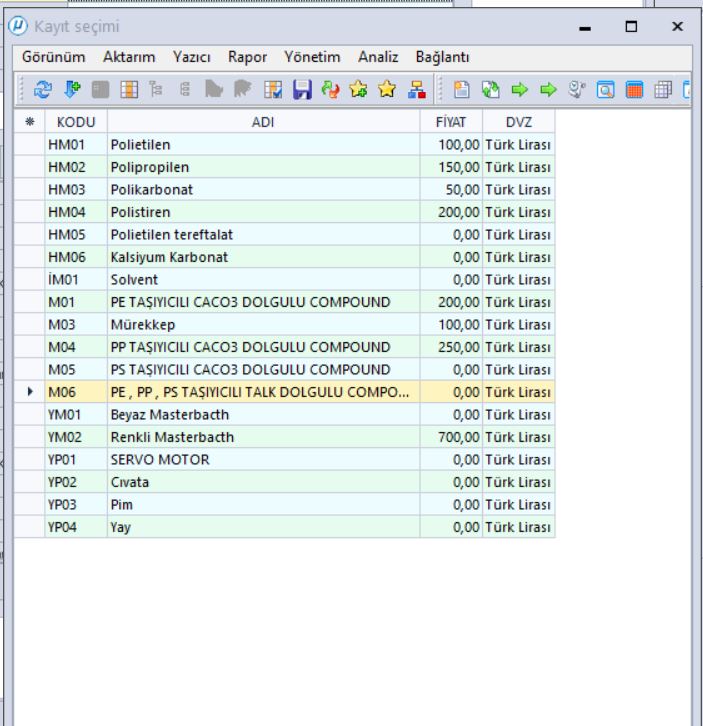 Kayıt seçimi
Görünüm Aktarım Yazıcı Rapor Yönetim Analiz Bağlantı
KODU ADI FİYAT DVZ
HM01 Polietilen 100,00 Türk Lirası
HM02 Polipropilen 150,00 Türk Lirası
HM03 Polikarbonat 50,00 Türk Lirası
HM04 Polistiren 200,00 Türk Lirası
HM05 Polietilen tereftalat 0,00 Türk Lirası
HM06 Kalsiyum Karbonat 0,00 Türk Lirası
İM01 Solvent 0,00 Türk Lirası
M01 PE TAŞIYICILI CACO3 DOLGULU COMPOUND 200,00 Türk Lirası
M03 Mürekkep 100,00 Türk Lirası
M04 PP TAŞIYICILI CACO3 DOLGULU COMPOUND 250,00 Türk Lirası
M05 PS TAŞIYICILI CACO3 DOLGULU COMPOUND 0,00 Türk Lirası
M06 PE , PP , PS TAŞIYICILI TALK DOLGULU COMPO... 0,00 Türk Lirası
YM01 Beyaz Masterbacth 0,00 Türk Lirası
YM02 Renkli Masterbacth 700,00 Türk Lirası
YP01 SERVO MOTOR 0,00 Türk Lirası
YP02 Cıvata 0,00 Türk Lirası
YP03 Pim 0,00 Türk Lirası
YP04 Yay 0,00 Türk Lirası